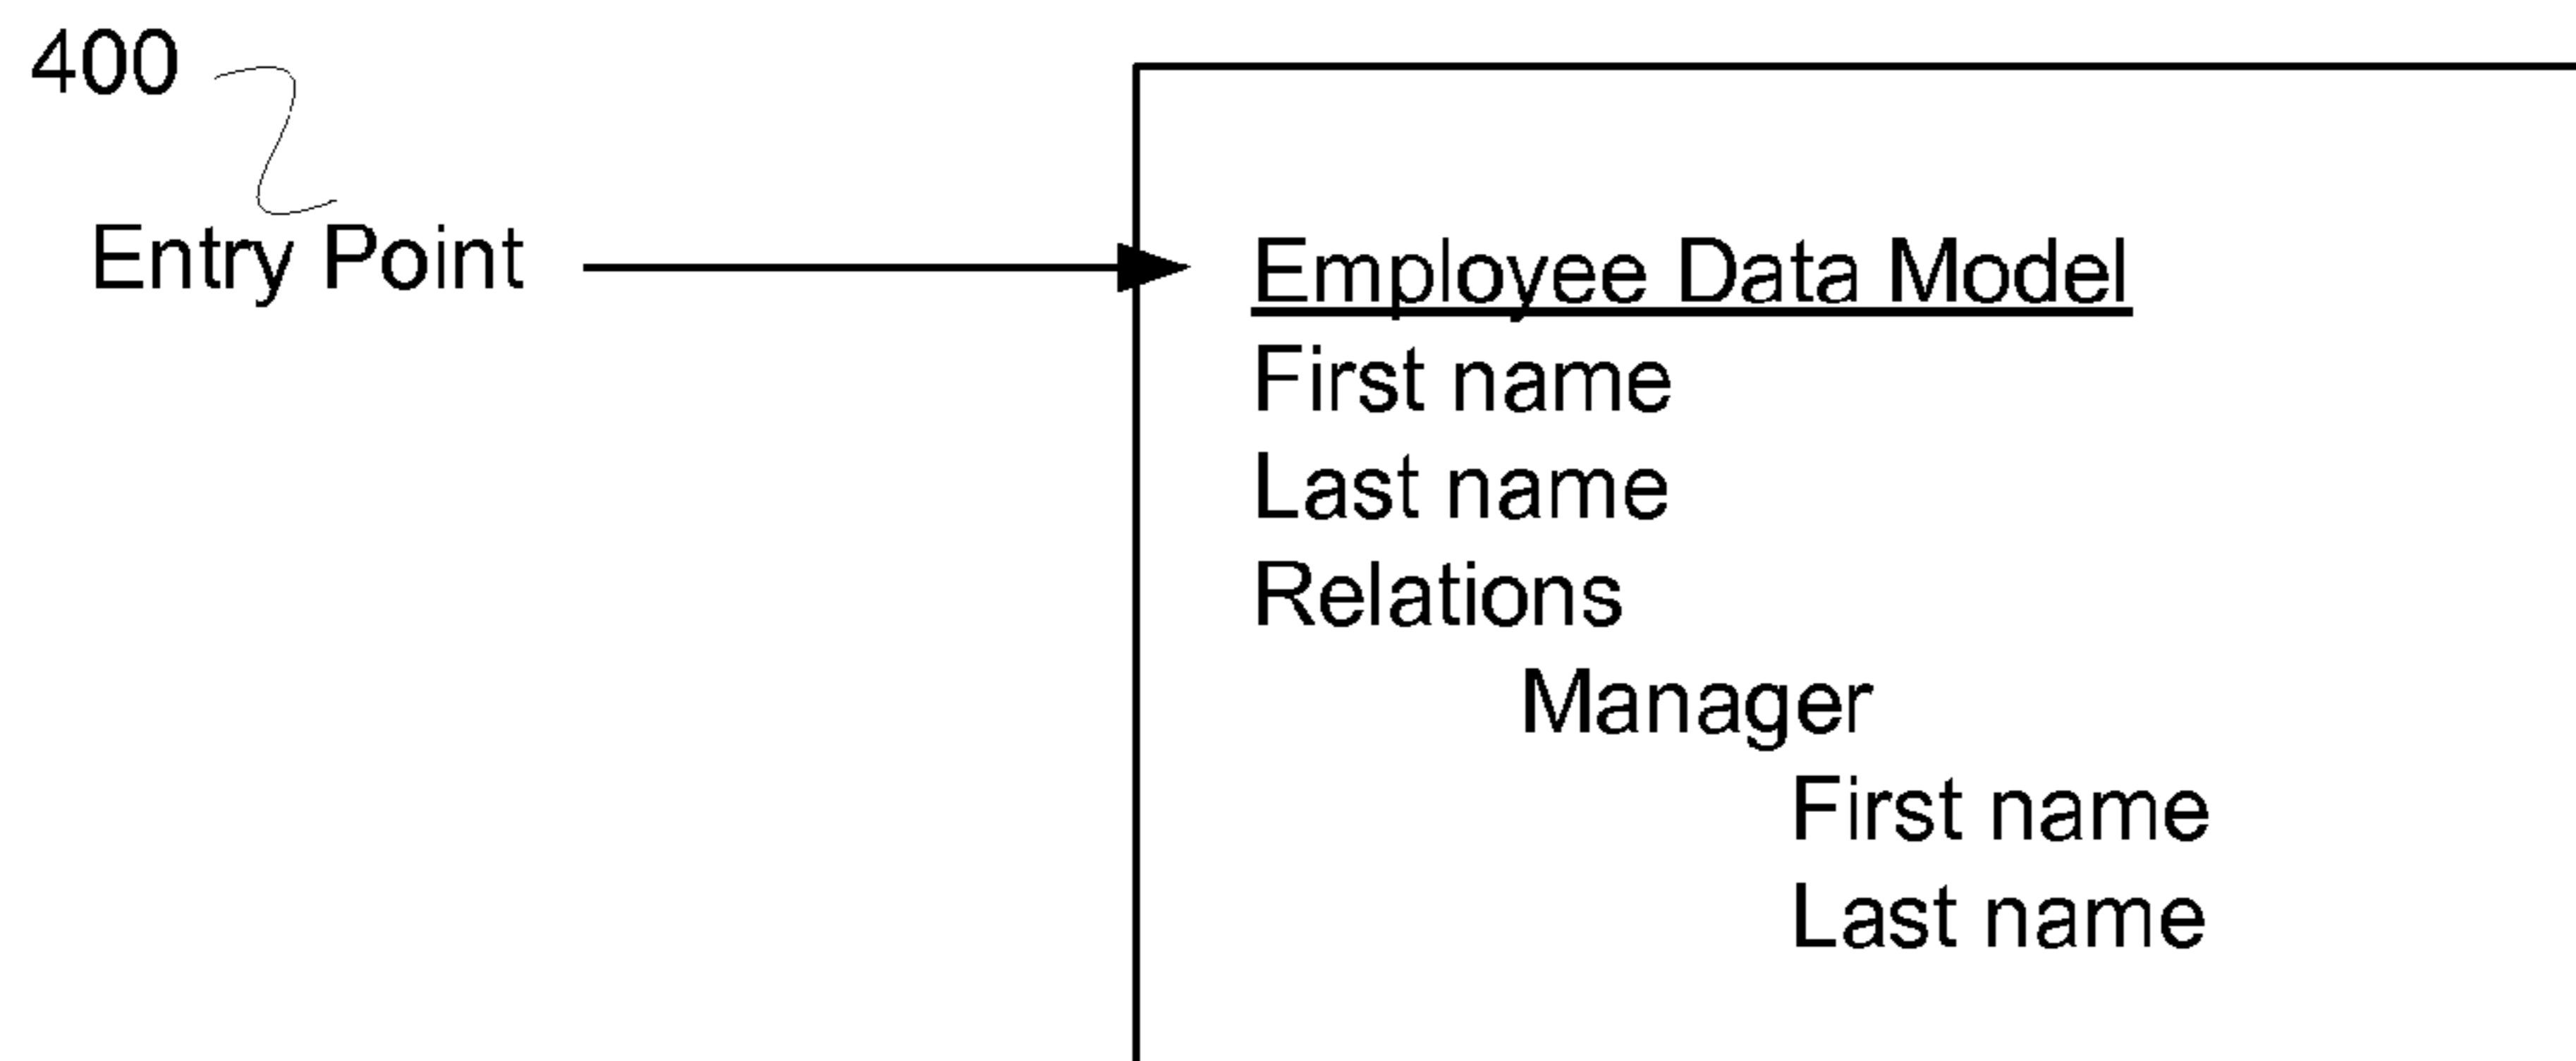 400
Entry Point
Employee Data Model
First name
Last name
Relations
Manager
First name
Last name